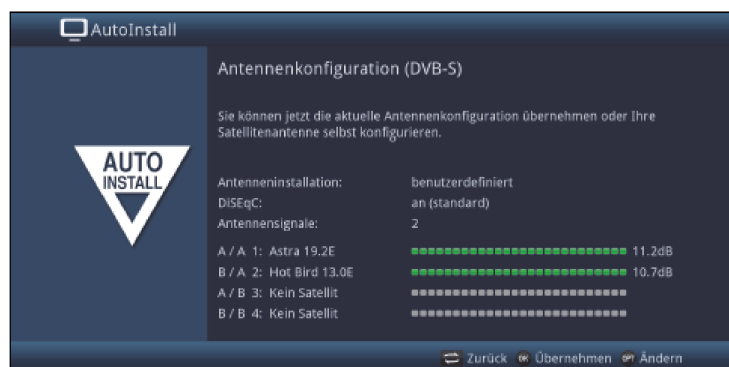 AutoInstall
Antennenkonfiguration (DVB-S)
Sie können jetzt die aktuelle Antennenkonfiguration übernehmen oder Ihre
Satellitenantenne selbst konfigurieren.
AUTO
INSTALL
Antenneninstallation: benutzerdefiniert
DiSEqC: an (standard)
Antennensignale: 2
A / A 1: Astra 19.2E 11.2dB
B / A 2: Hot Bird 13.0E 10.7dB
A / B 3: Kein Satellit
B / B 4: Kein Satellit
Zurück OK Übernehmen OPT Ändern